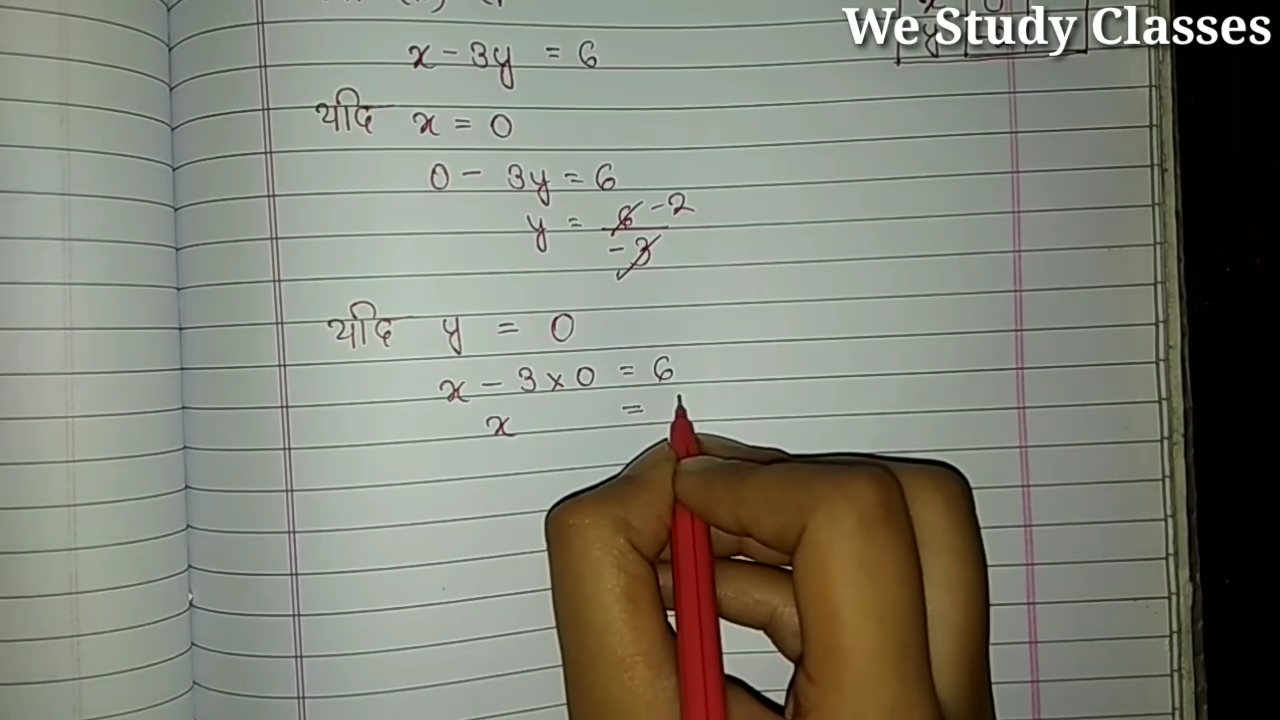 We Study Classes
x - 3y = 6
यदि x = 0
0 - 3y = 6
y = 6/-3 -2
यदि y = 0
x - 3 × 0 = 6
x =